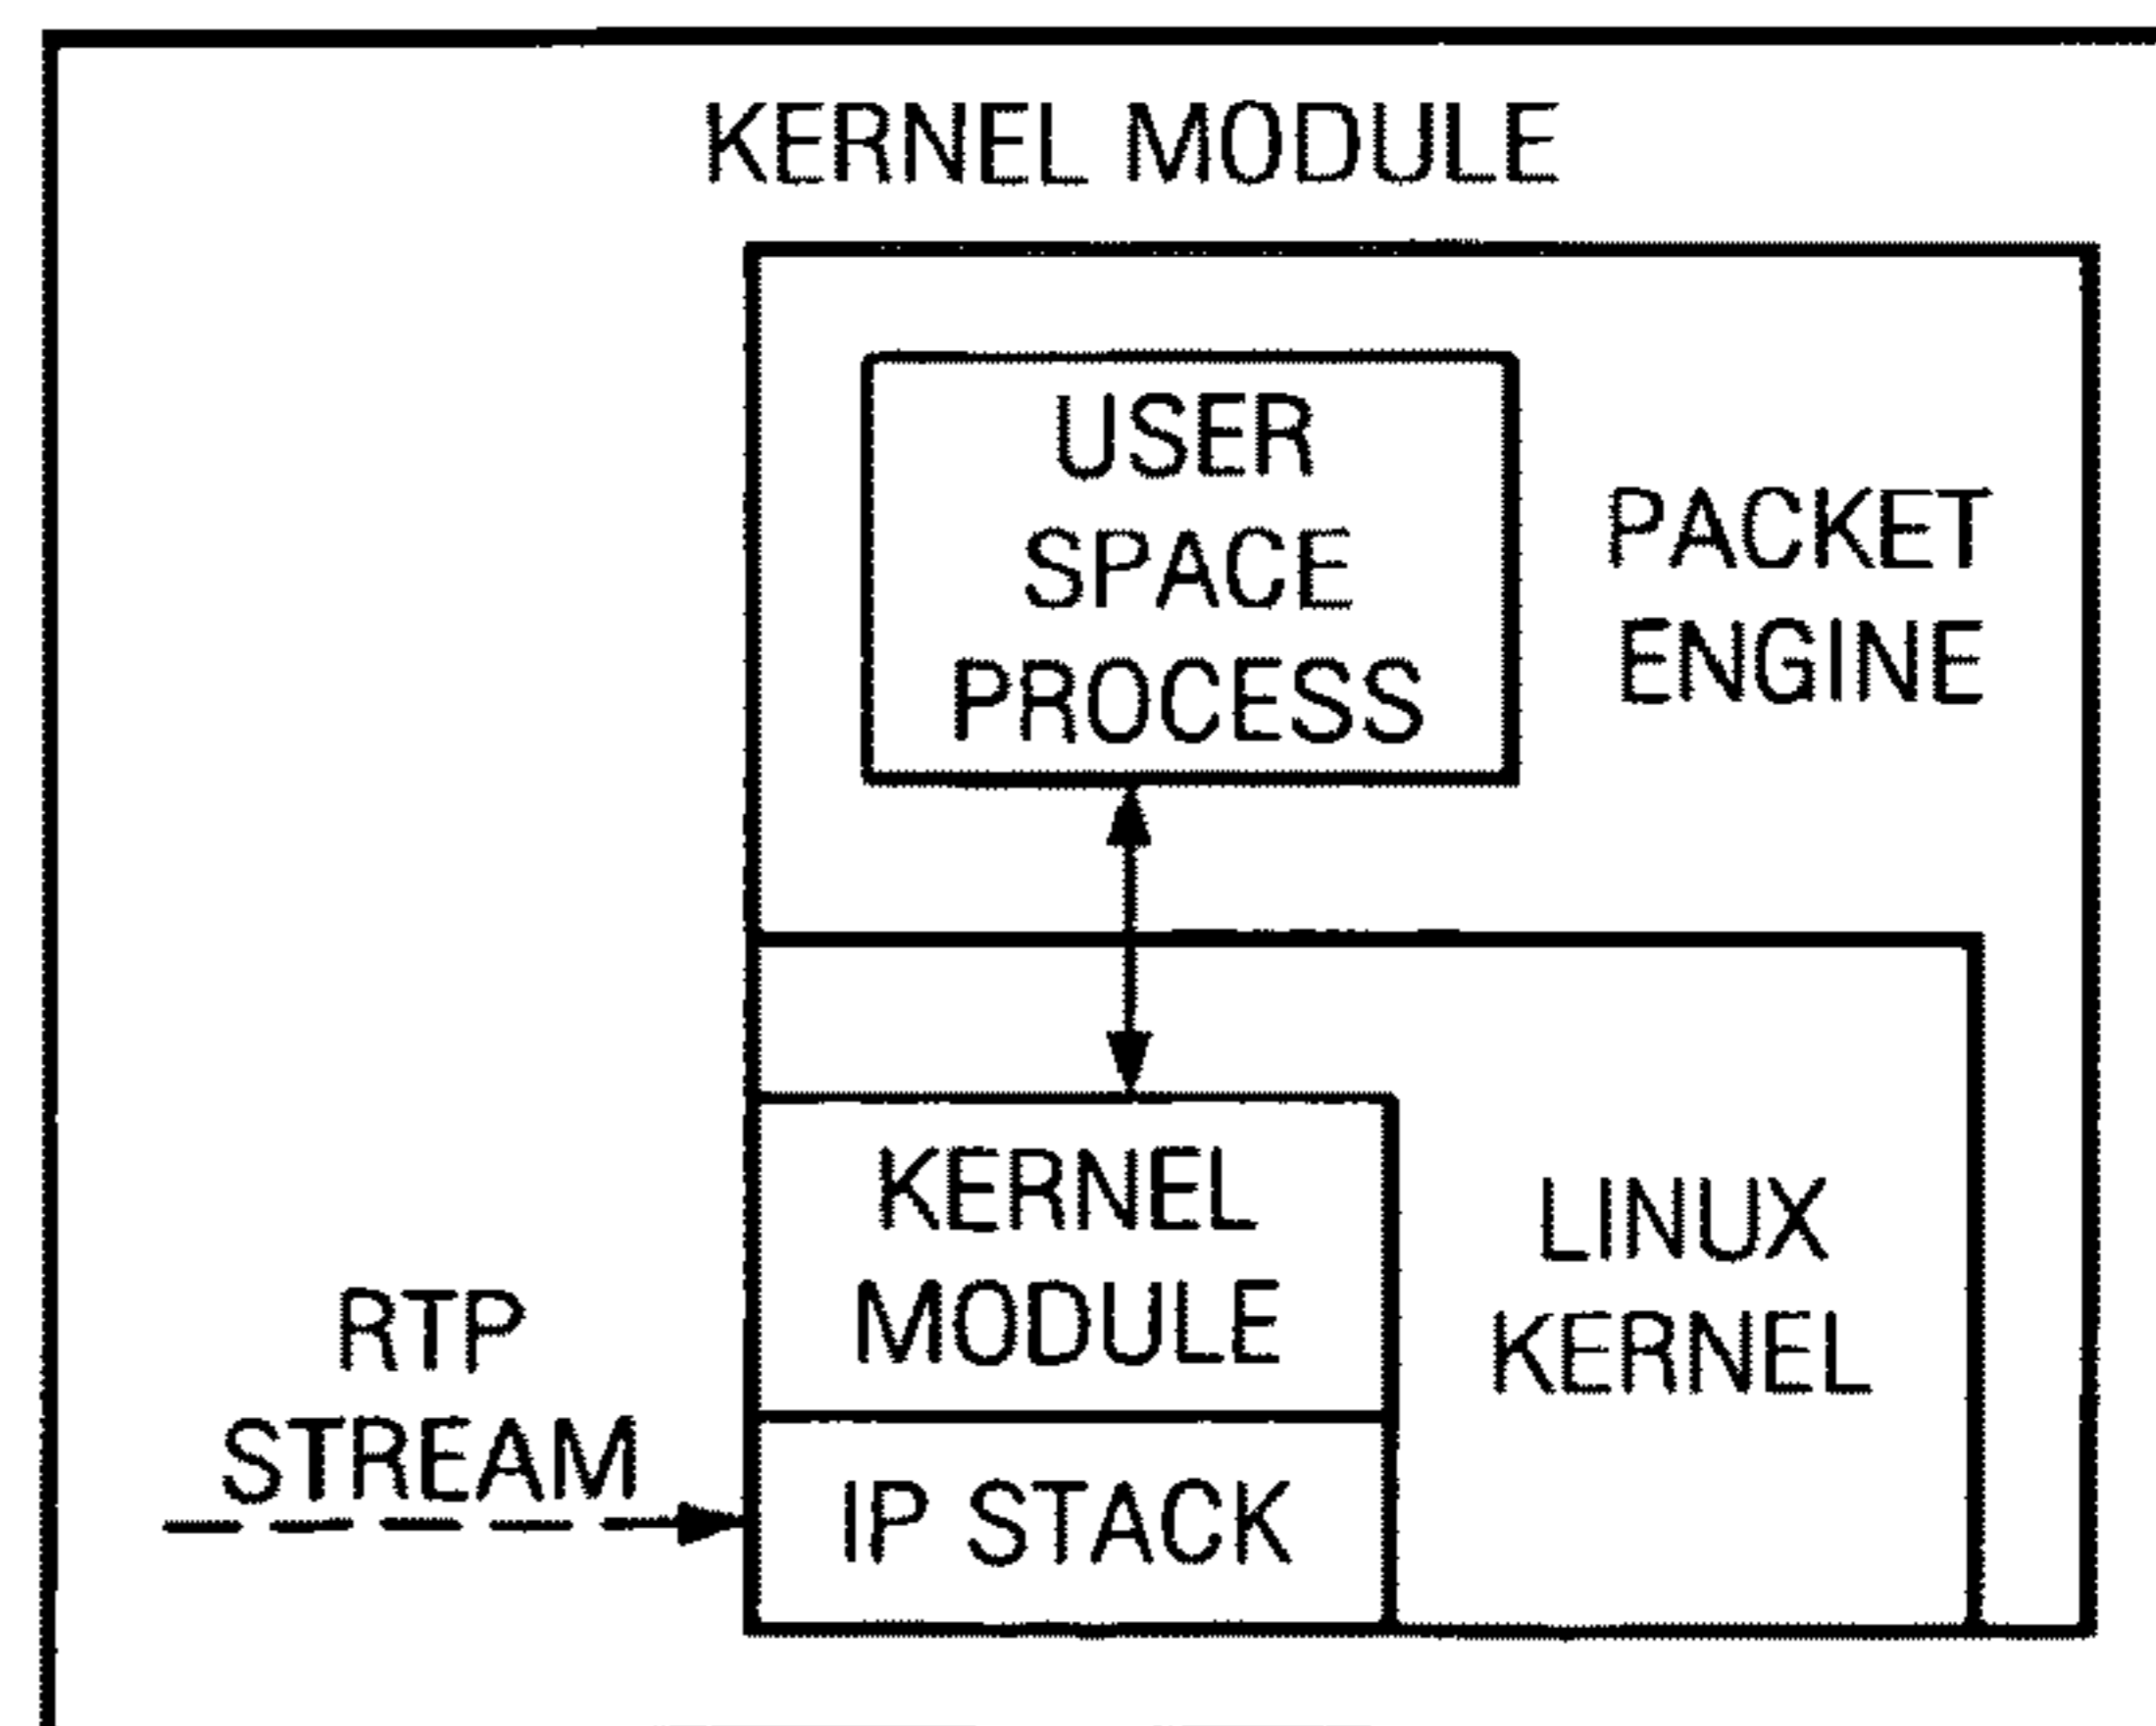 KERNEL MODULE
USER
SPACE
PROCESS
PACKET
ENGINE
KERNEL
MODULE
LINUX
KERNEL
RTP
STREAM
IP STACK